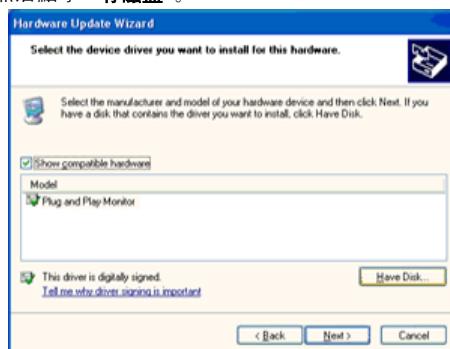 Hardware Update Wizard
Select the device driver you want to install for this hardware.
Select the manufacturer and model of your hardware device and then click Next. If you
have a disk that contains the driver you want to install, click Have Disk.
Show compatible hardware
Model
Plug and Play Monitor
This driver is digitally signed.
Have Disk...
Tell me why driver signing is important
< Back
Next >
Cancel